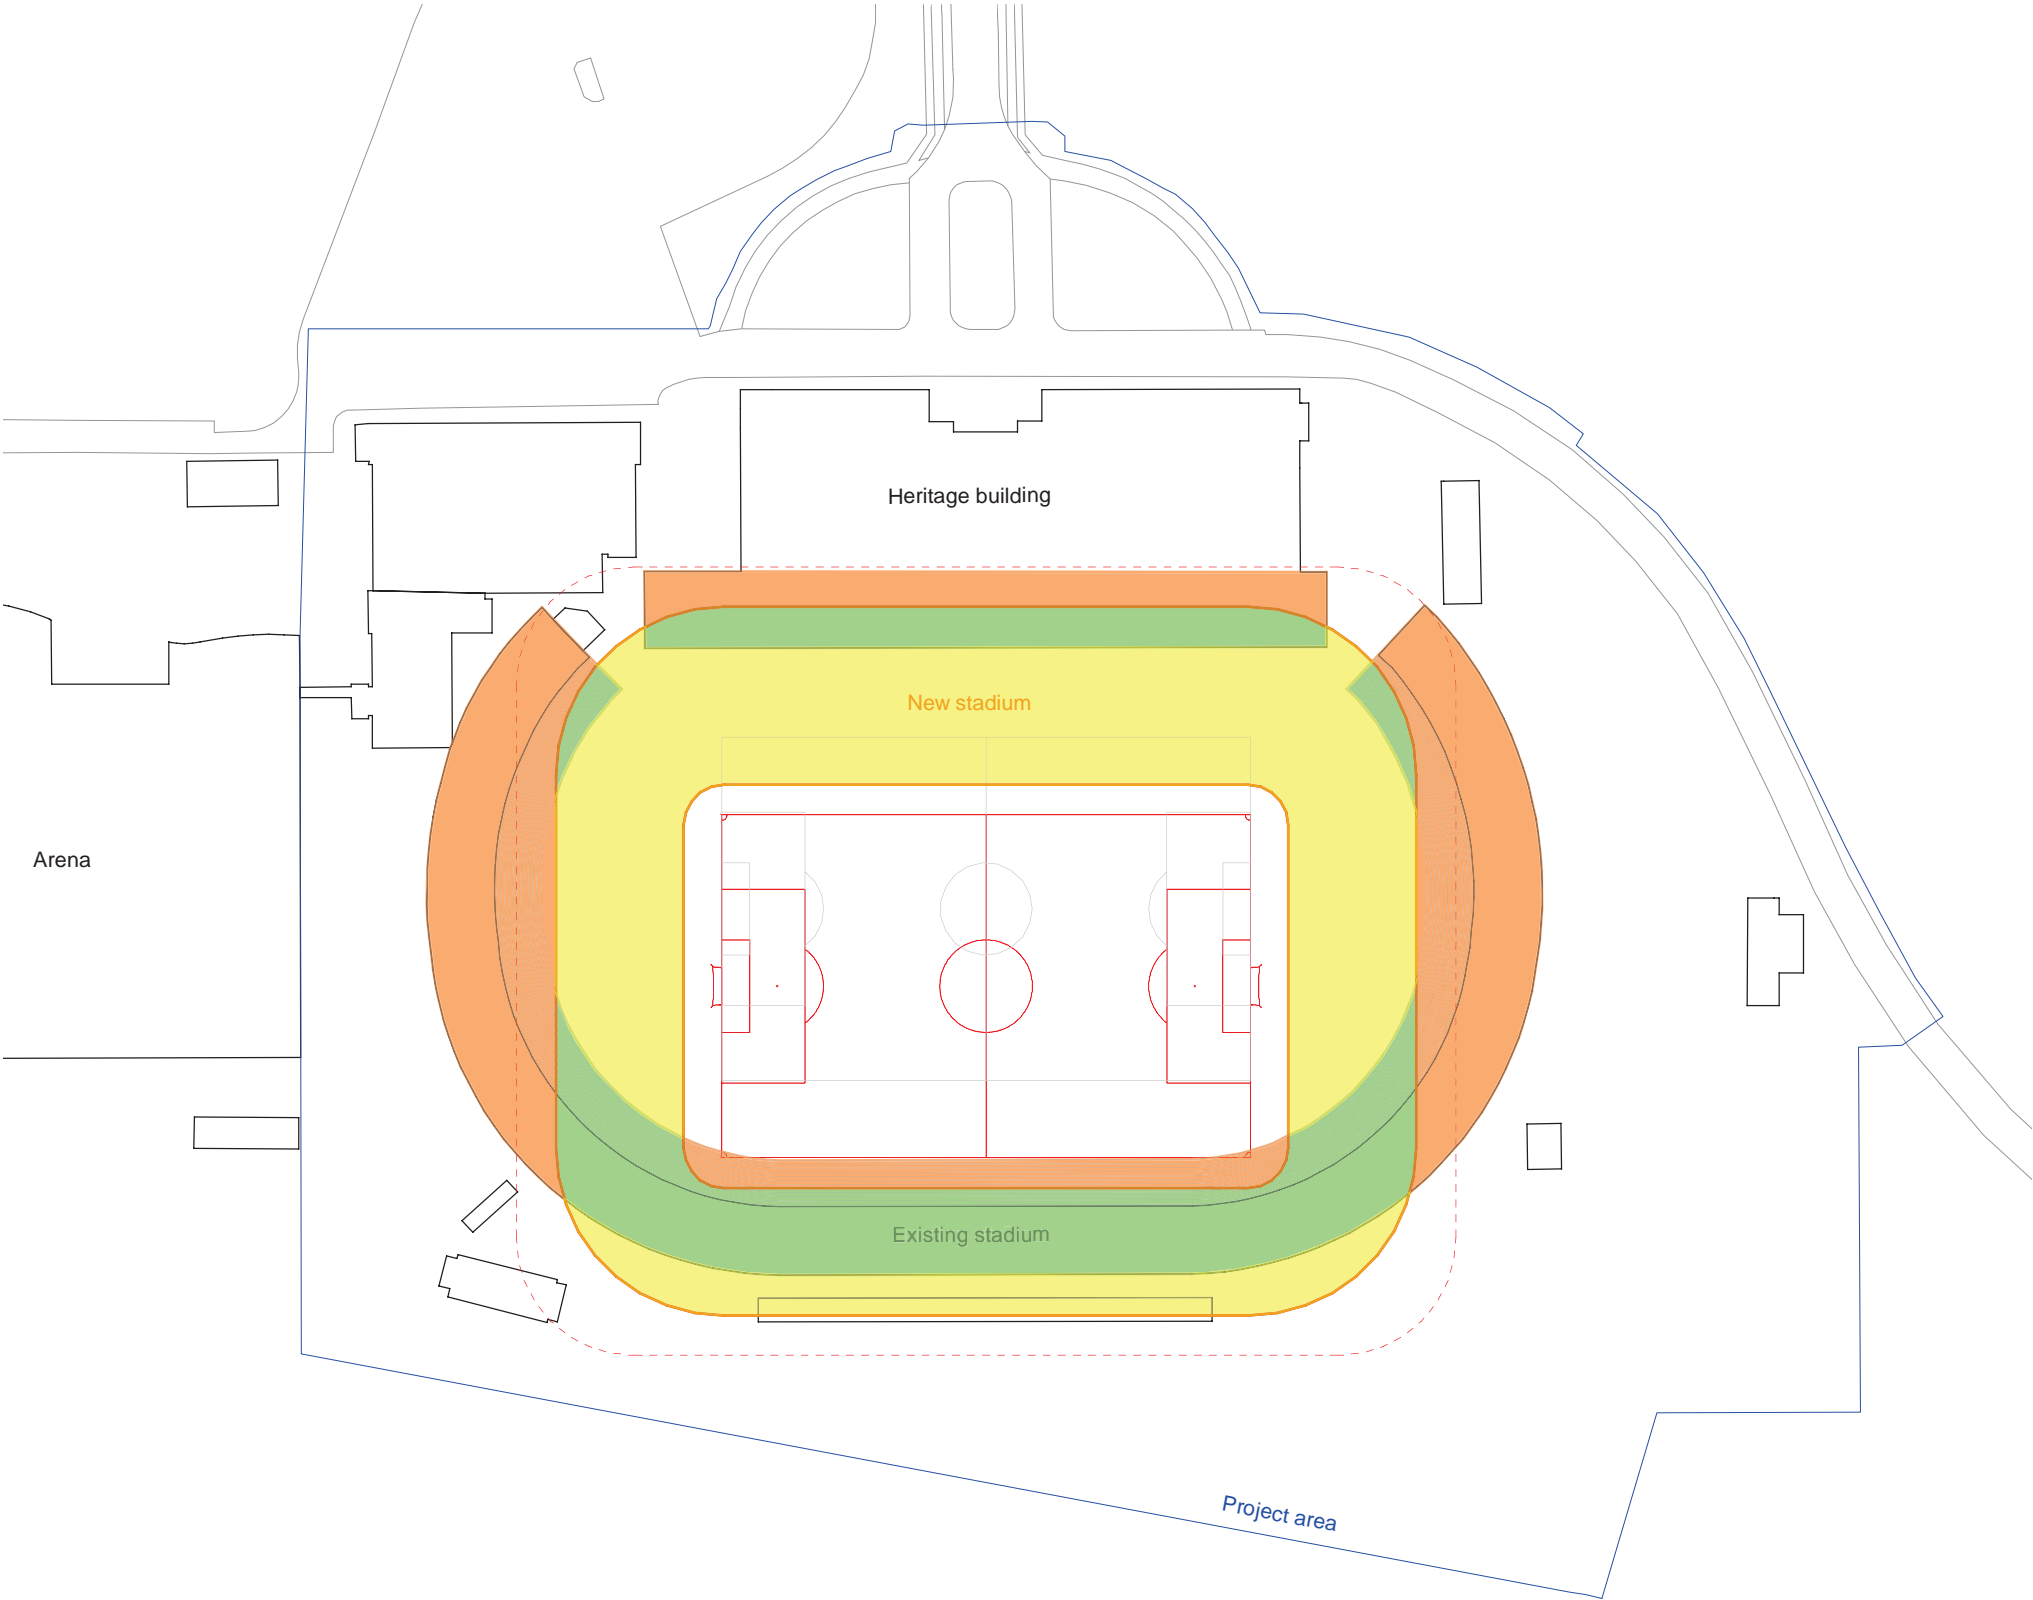 Heritage building
New stadium
Arena
Existing stadium
Project area